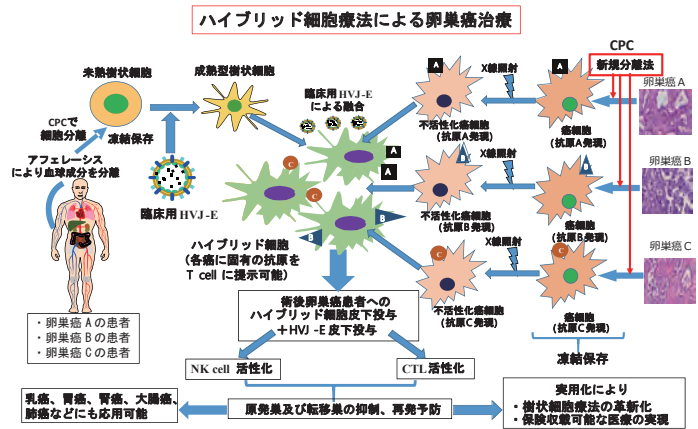 ハイブリッド細胞療法による卵巣癌治療
CPC
新規分離法
未熟樹状細胞
成熟型樹状細胞
臨床用HVJ-E
による融合
CPCで
細胞分離
凍結保存
アフェレーシス
により血球成分を分離
臨床用HVJ-E
A
A
A
C
C
B
B
ハイブリッド細胞
(各癌に固有の抗原を
T cell に提示可能)
A
X線照射
A
不活性化癌細胞
(抗原A発現)
癌細胞
(抗原A発現)
卵巣癌 A
B
X線照射
B
不活性化癌細胞
(抗原B発現)
癌細胞
(抗原B発現)
卵巣癌 B
C
X線照射
C
不活性化癌細胞
(抗原C発現)
癌細胞
(抗原C発現)
卵巣癌 C
凍結保存
・卵巣癌 A の患者
・卵巣癌 B の患者
・卵巣癌 C の患者
術後卵巣癌患者への
ハイブリッド細胞皮下投与
+HVJ -E 皮下投与
NK cell 活性化
CTL 活性化
乳癌、胃癌、腎癌、大腸癌、
肺癌などにも応用可能
原発巣及び転移巣の抑制、再発予防
実用化により
・樹状細胞療法の革新化
・保険収載可能な医療の実現